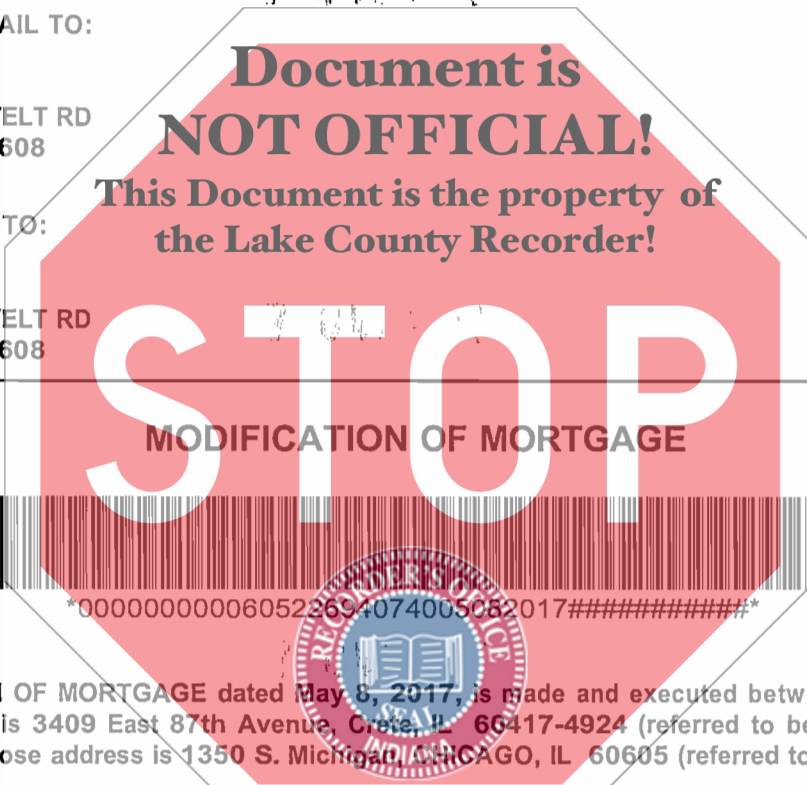 AIL TO:
Document is
NOT OFFICIAL!
ELT RD
608
This Document is the property of
TO:
the Lake County Recorder!
ELT RD
608
STOP
MODIFICATION OF MORTGAGE
*00000000006052269407400508201​7############*
RECORDER'S OFFICE
SEAL
INDIANA
OF MORTGAGE dated May 8, 2017, is made and executed betw
is 3409 East 87th Avenue, Crete, IL 60417-4924 (referred to be
ose address is 1350 S. Michigan, CHICAGO, IL 60605 (referred to